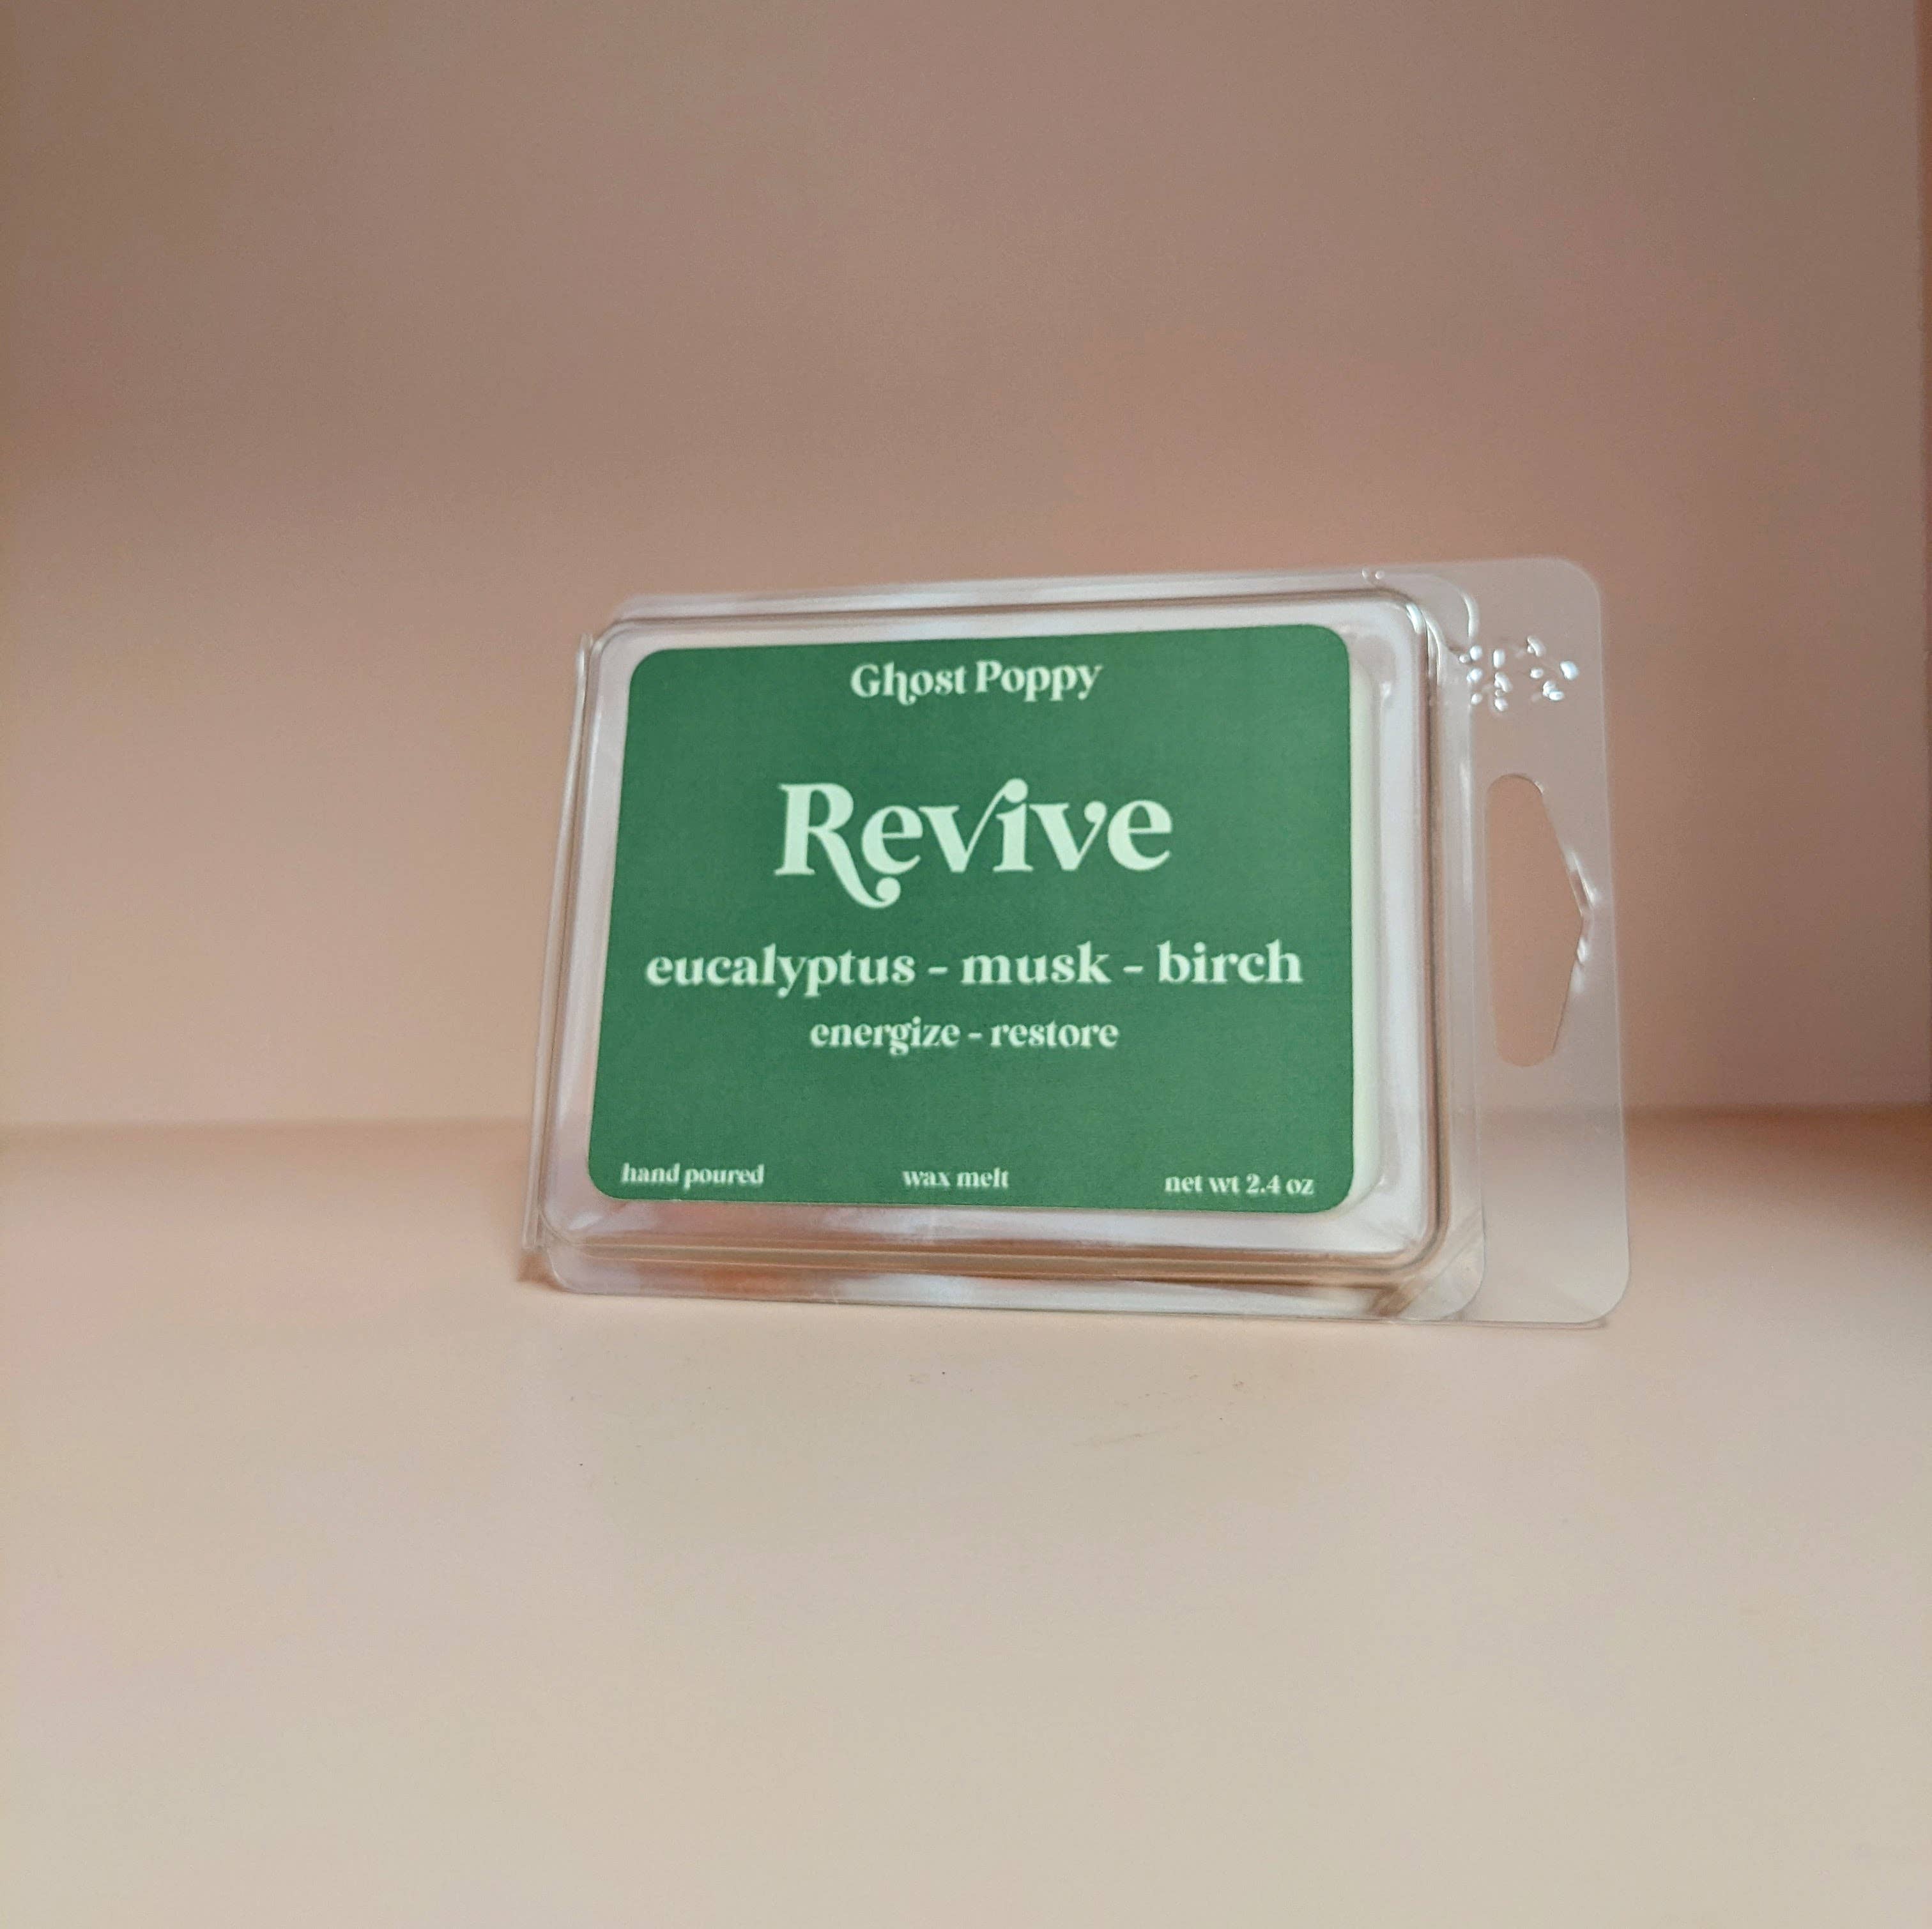 Ghost Poppy
Revive
eucalyptus - musk - birch
energize - restore
hand poured wax melt net wt 2.4 oz